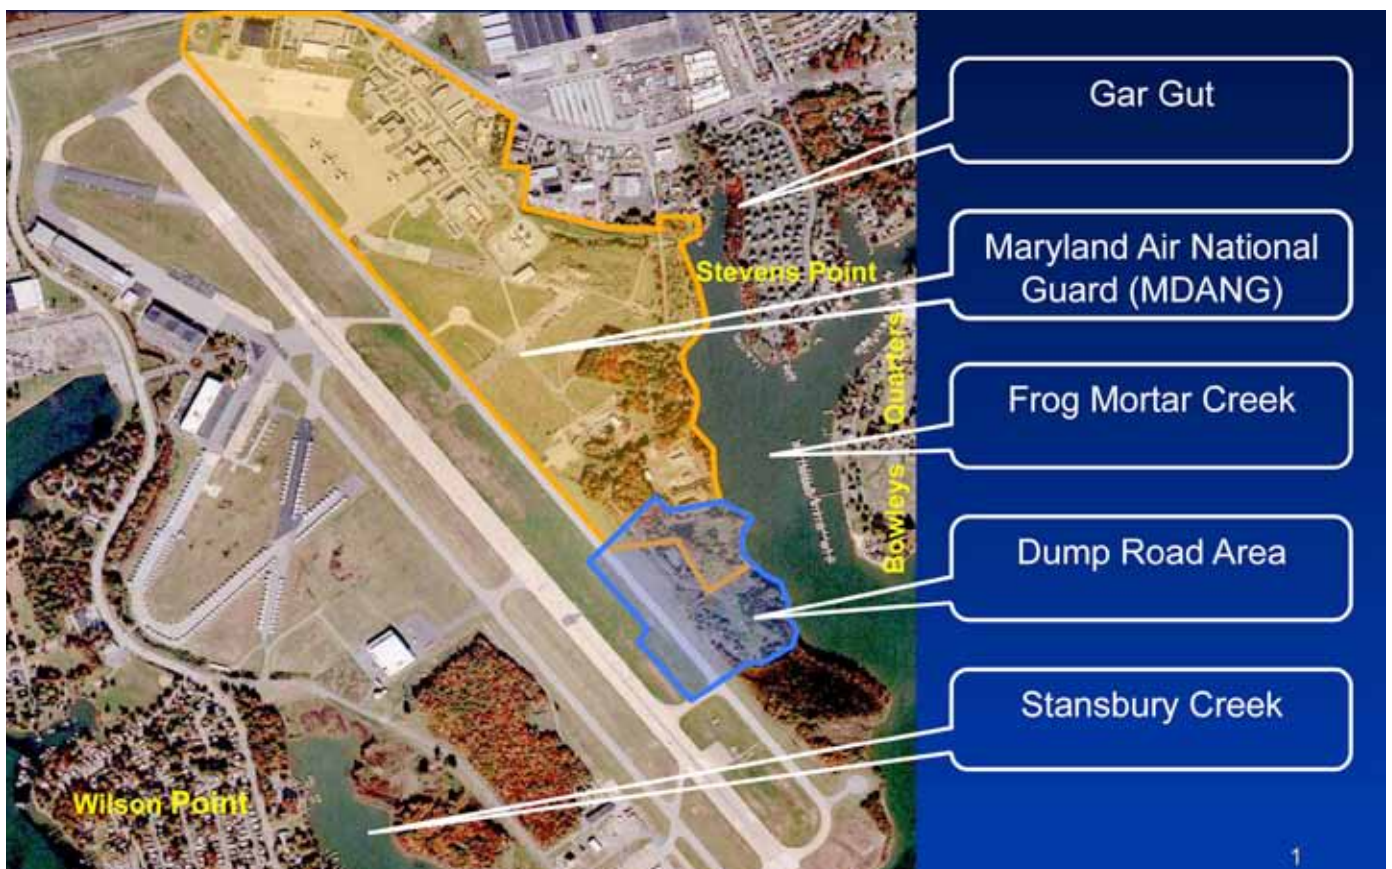 Gar Gut
Maryland Air National
Guard (MDANG)
Stevens Point
Bowleys Quarters
Frog Mortar Creek
Dump Road Area
Stansbury Creek
Wilson Point
1